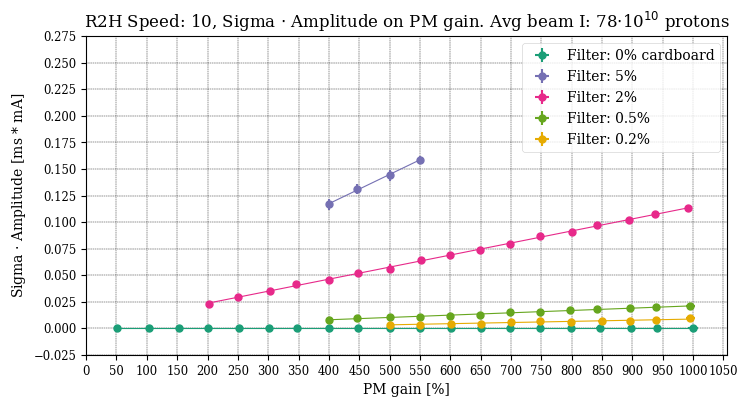 R2H Speed: 10, Sigma · Amplitude on PM gain. Avg beam I: 78·10¹⁰ protons
Sigma · Amplitude [ms * mA]
0.275
0.250
0.225
0.200
0.175
0.150
0.125
0.100
0.075
0.050
0.025
0.000
−0.025
Filter: 0% cardboard
Filter: 5%
Filter: 2%
Filter: 0.5%
Filter: 0.2%
0 50 100 150 200 250 300 350 400 450 500 550 600 650 700 750 800 850 900 950 1000 1050
PM gain [%]